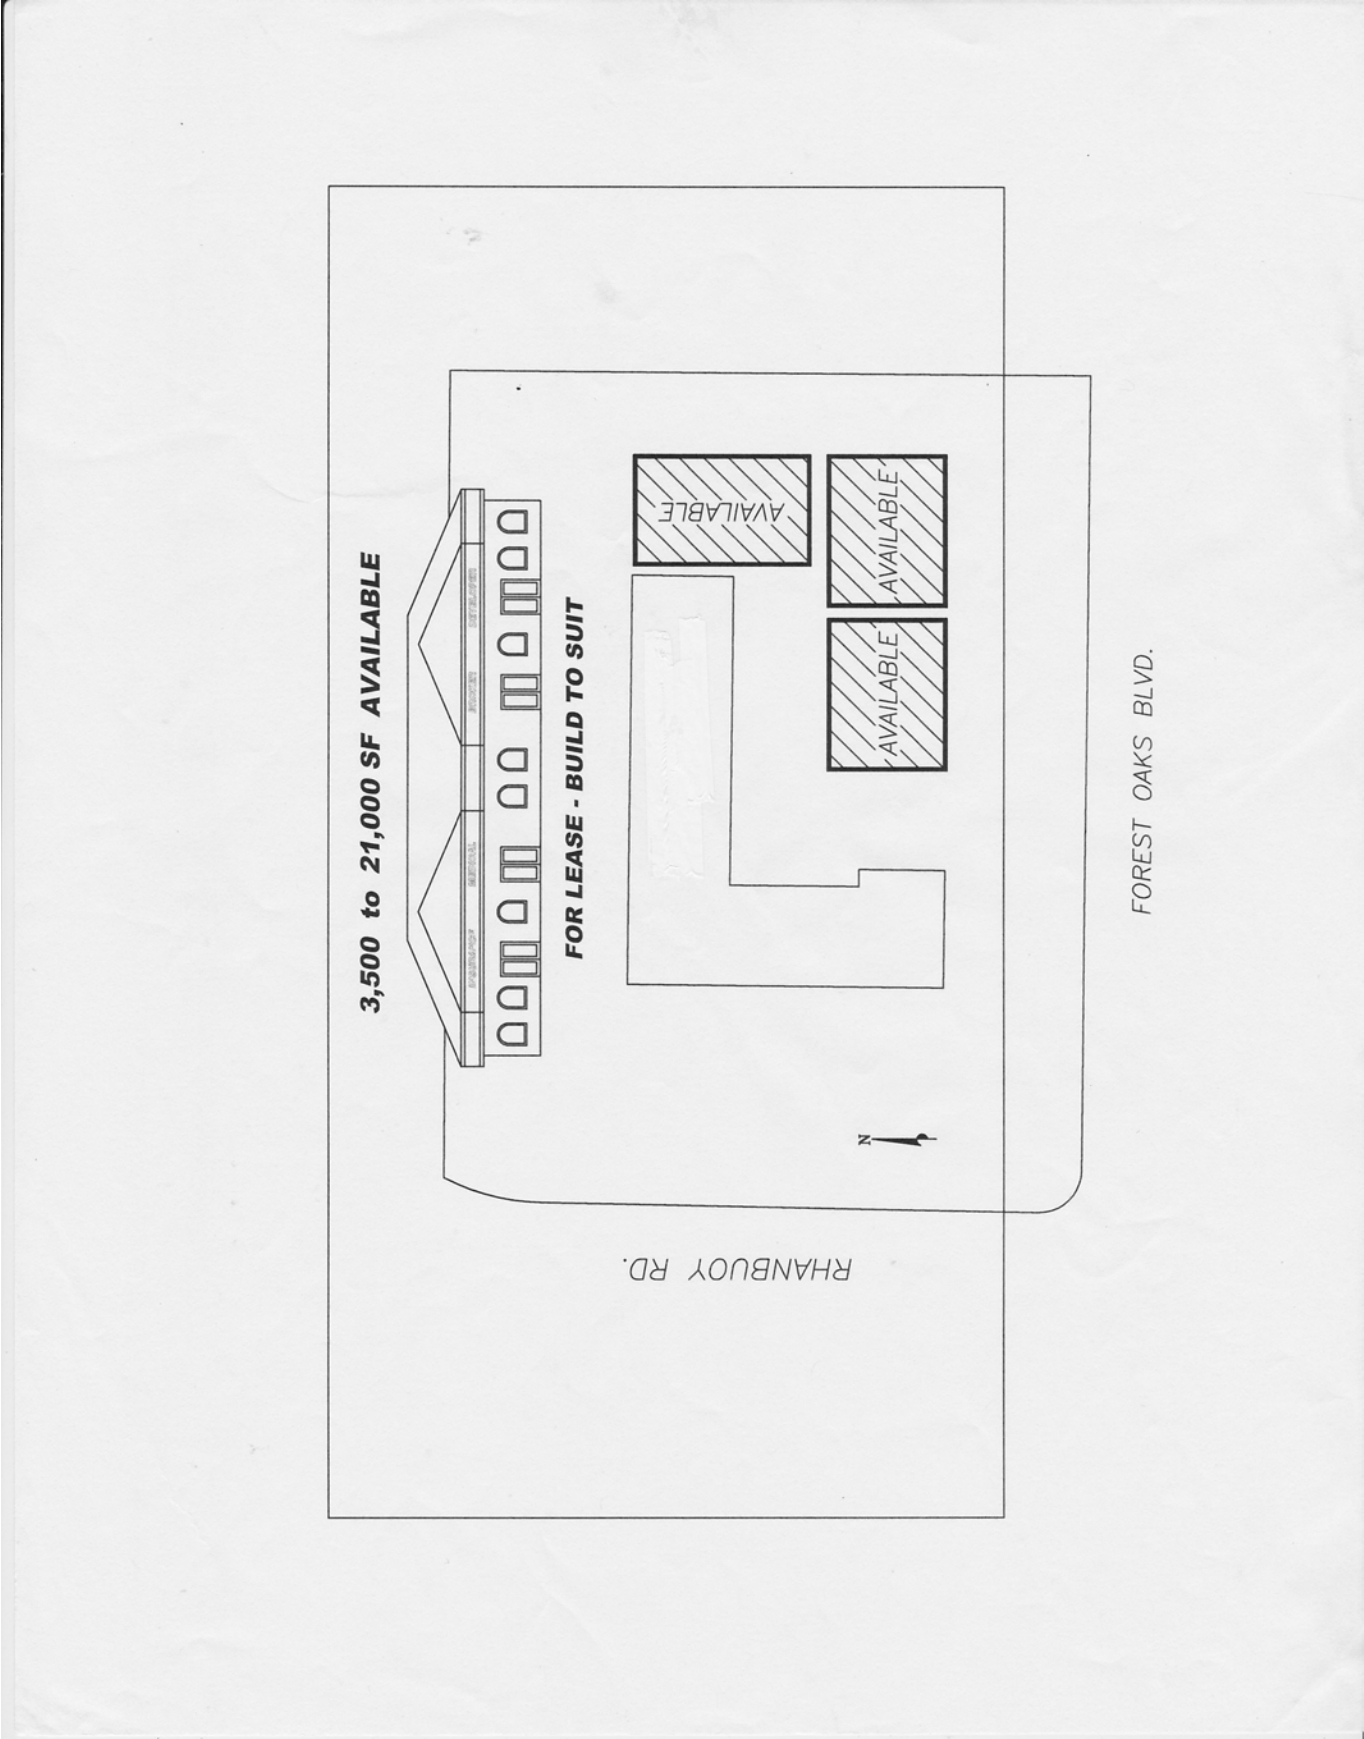 3,500 to 21,000 SF AVAILABLE
FOR LEASE - BUILD TO SUIT
AVAILABLE
AVAILABLE
AVAILABLE
FOREST OAKS BLVD.
RHANBUOY RD.
N